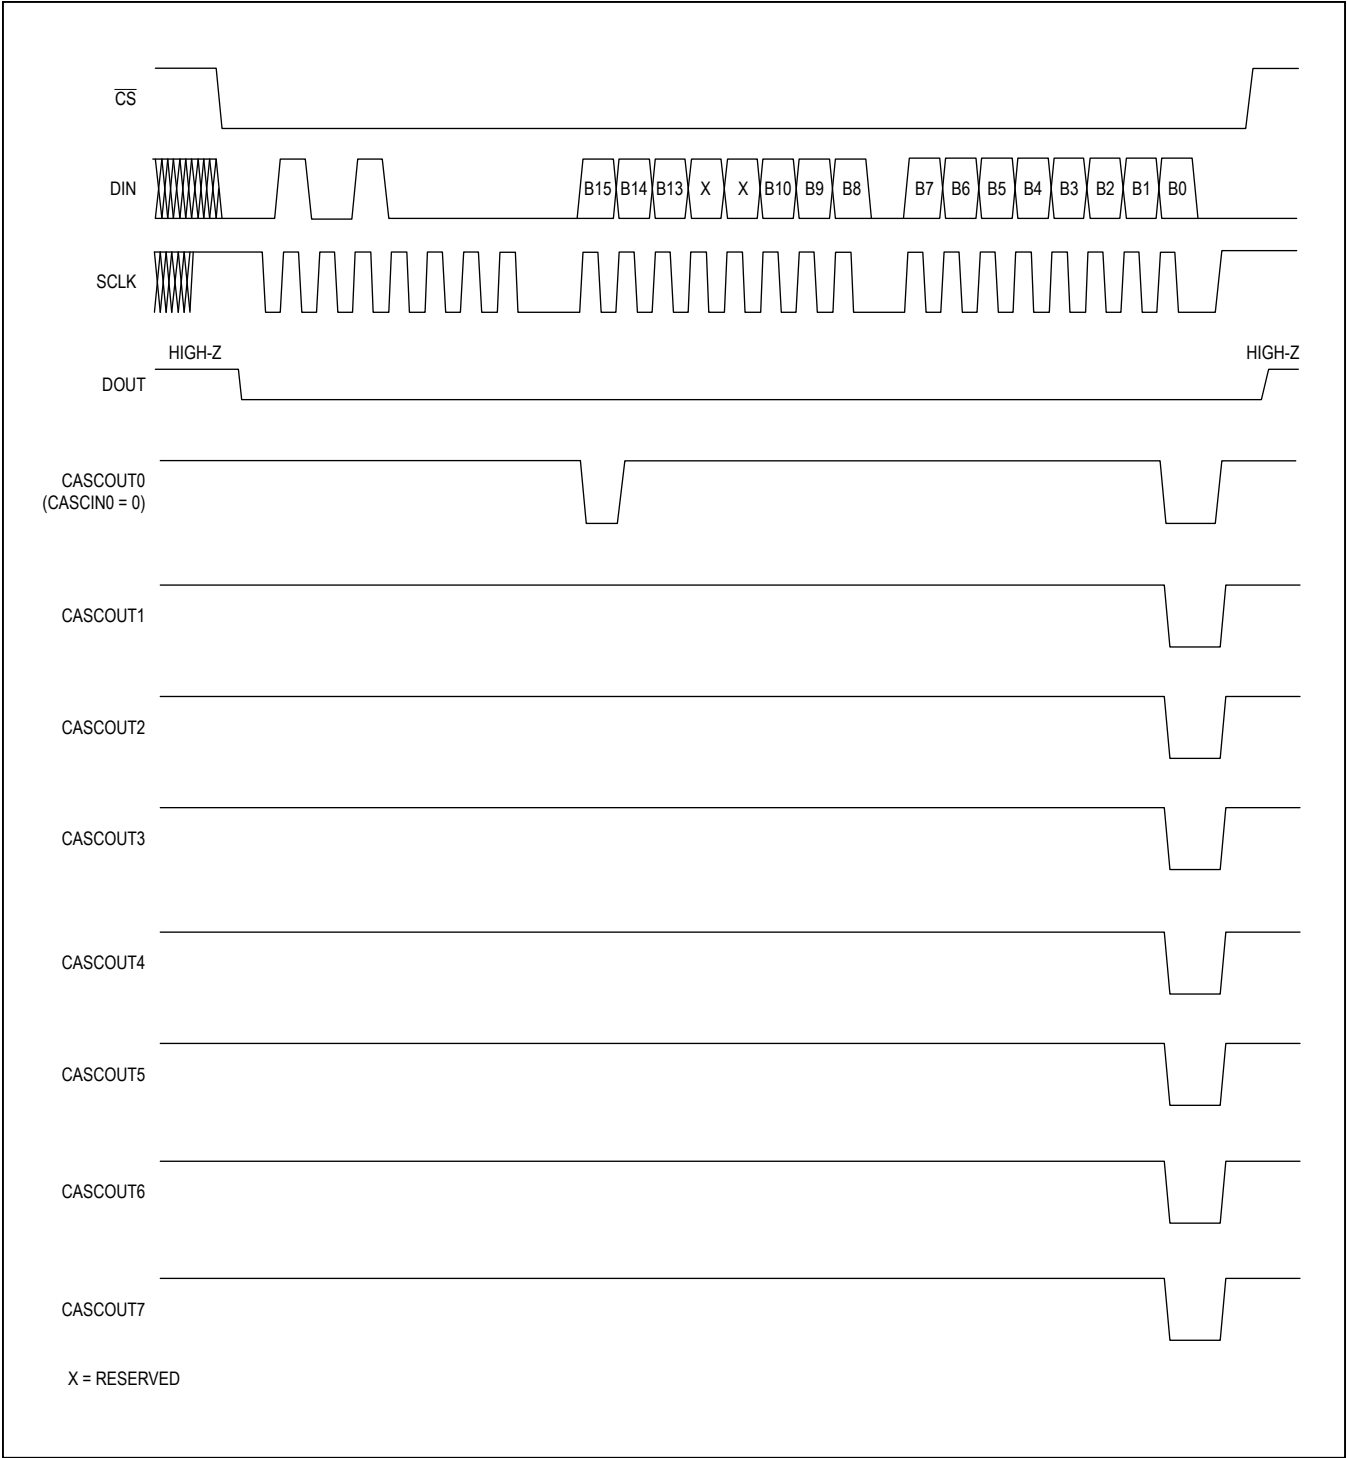 CS
DIN B15 B14 B13 X X B10 B9 B8 B7 B6 B5 B4 B3 B2 B1 B0
SCLK
HIGH-Z HIGH-Z
DOUT
CASCOUT0
(CASCIN0 = 0)
CASCOUT1
CASCOUT2
CASCOUT3
CASCOUT4
CASCOUT5
CASCOUT6
CASCOUT7
X = RESERVED